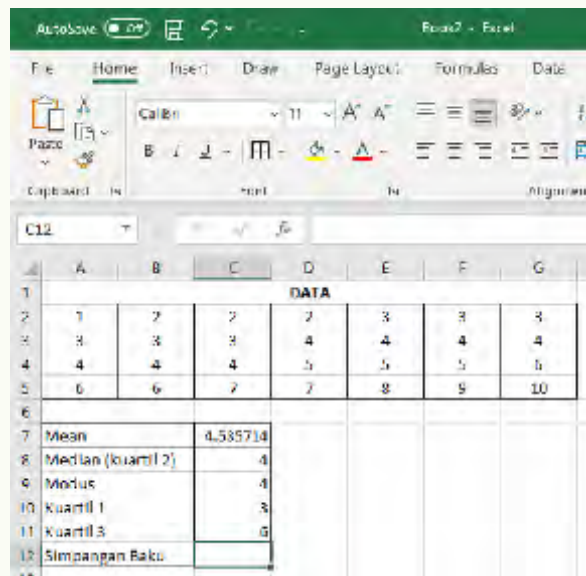 AutoSave Off Book2 - Excel
File Home Insert Draw Page Layout Formulas Data
Calibri 11 A A
Paste B I U A
Clipboard Font Alignmen
C12 fx
A B C D E F G
1 DATA
2 1 2 2 2 3 3 3
3 3 3 3 4 4 4 4
4 4 4 4 5 5 5 6
5 6 6 7 7 8 9 10
6
7 Mean 4.535714
8 Median (kuartil 2) 4
9 Modus 4
10 Kuartil 1 3
11 Kuartil 3 6
12 Simpangan Baku